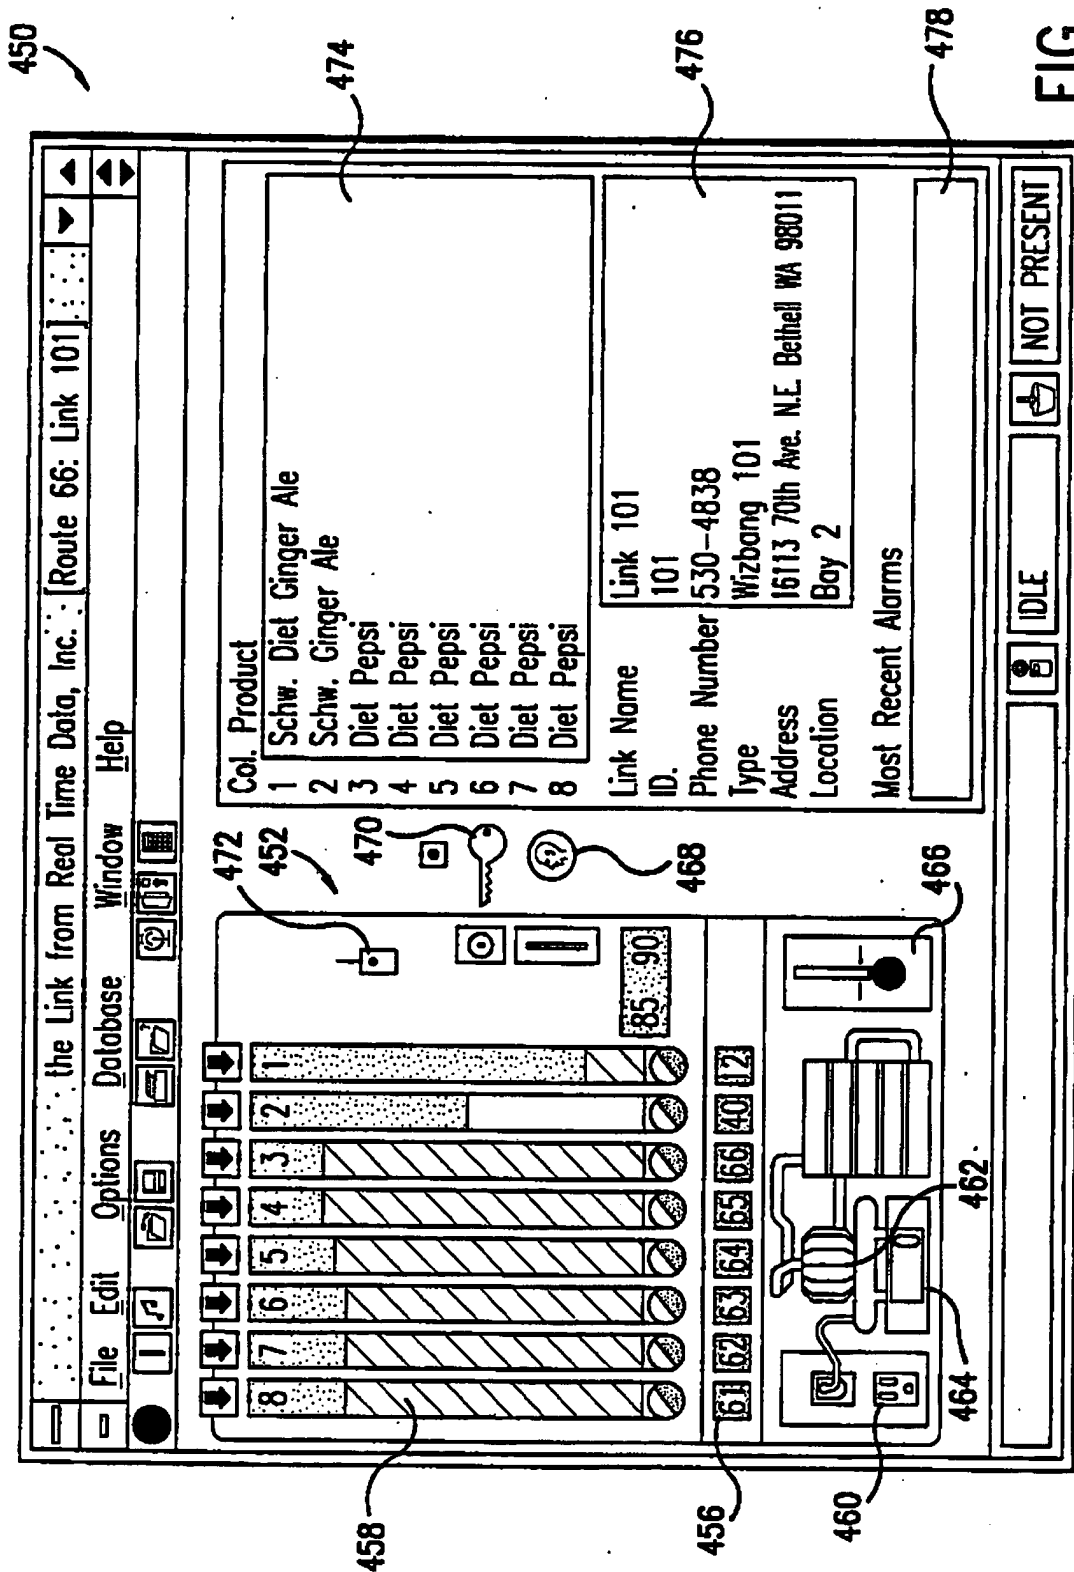 450
the Link from Real Time Data, Inc. [Route 66: Link 101]
File Edit Options Database Window Help
472
452
8 7 6 5 4 3 2 1
85 90
470
468
458
61 62 63 64 65 66 40 12
456
460
464
462
466
Col. Product
1 Schw. Diet Ginger Ale
2 Schw. Ginger Ale
3 Diet Pepsi
4 Diet Pepsi
5 Diet Pepsi
6 Diet Pepsi
7 Diet Pepsi
8 Diet Pepsi
474
Link Name Link 101
ID. 101
Phone Number 530-4838
Type Wizbang 101
Address 16113 70th Ave. N.E. Bethell WA 98011
Location Bay 2
476
Most Recent Alarms
478
IDLE
NOT PRESENT
FIG